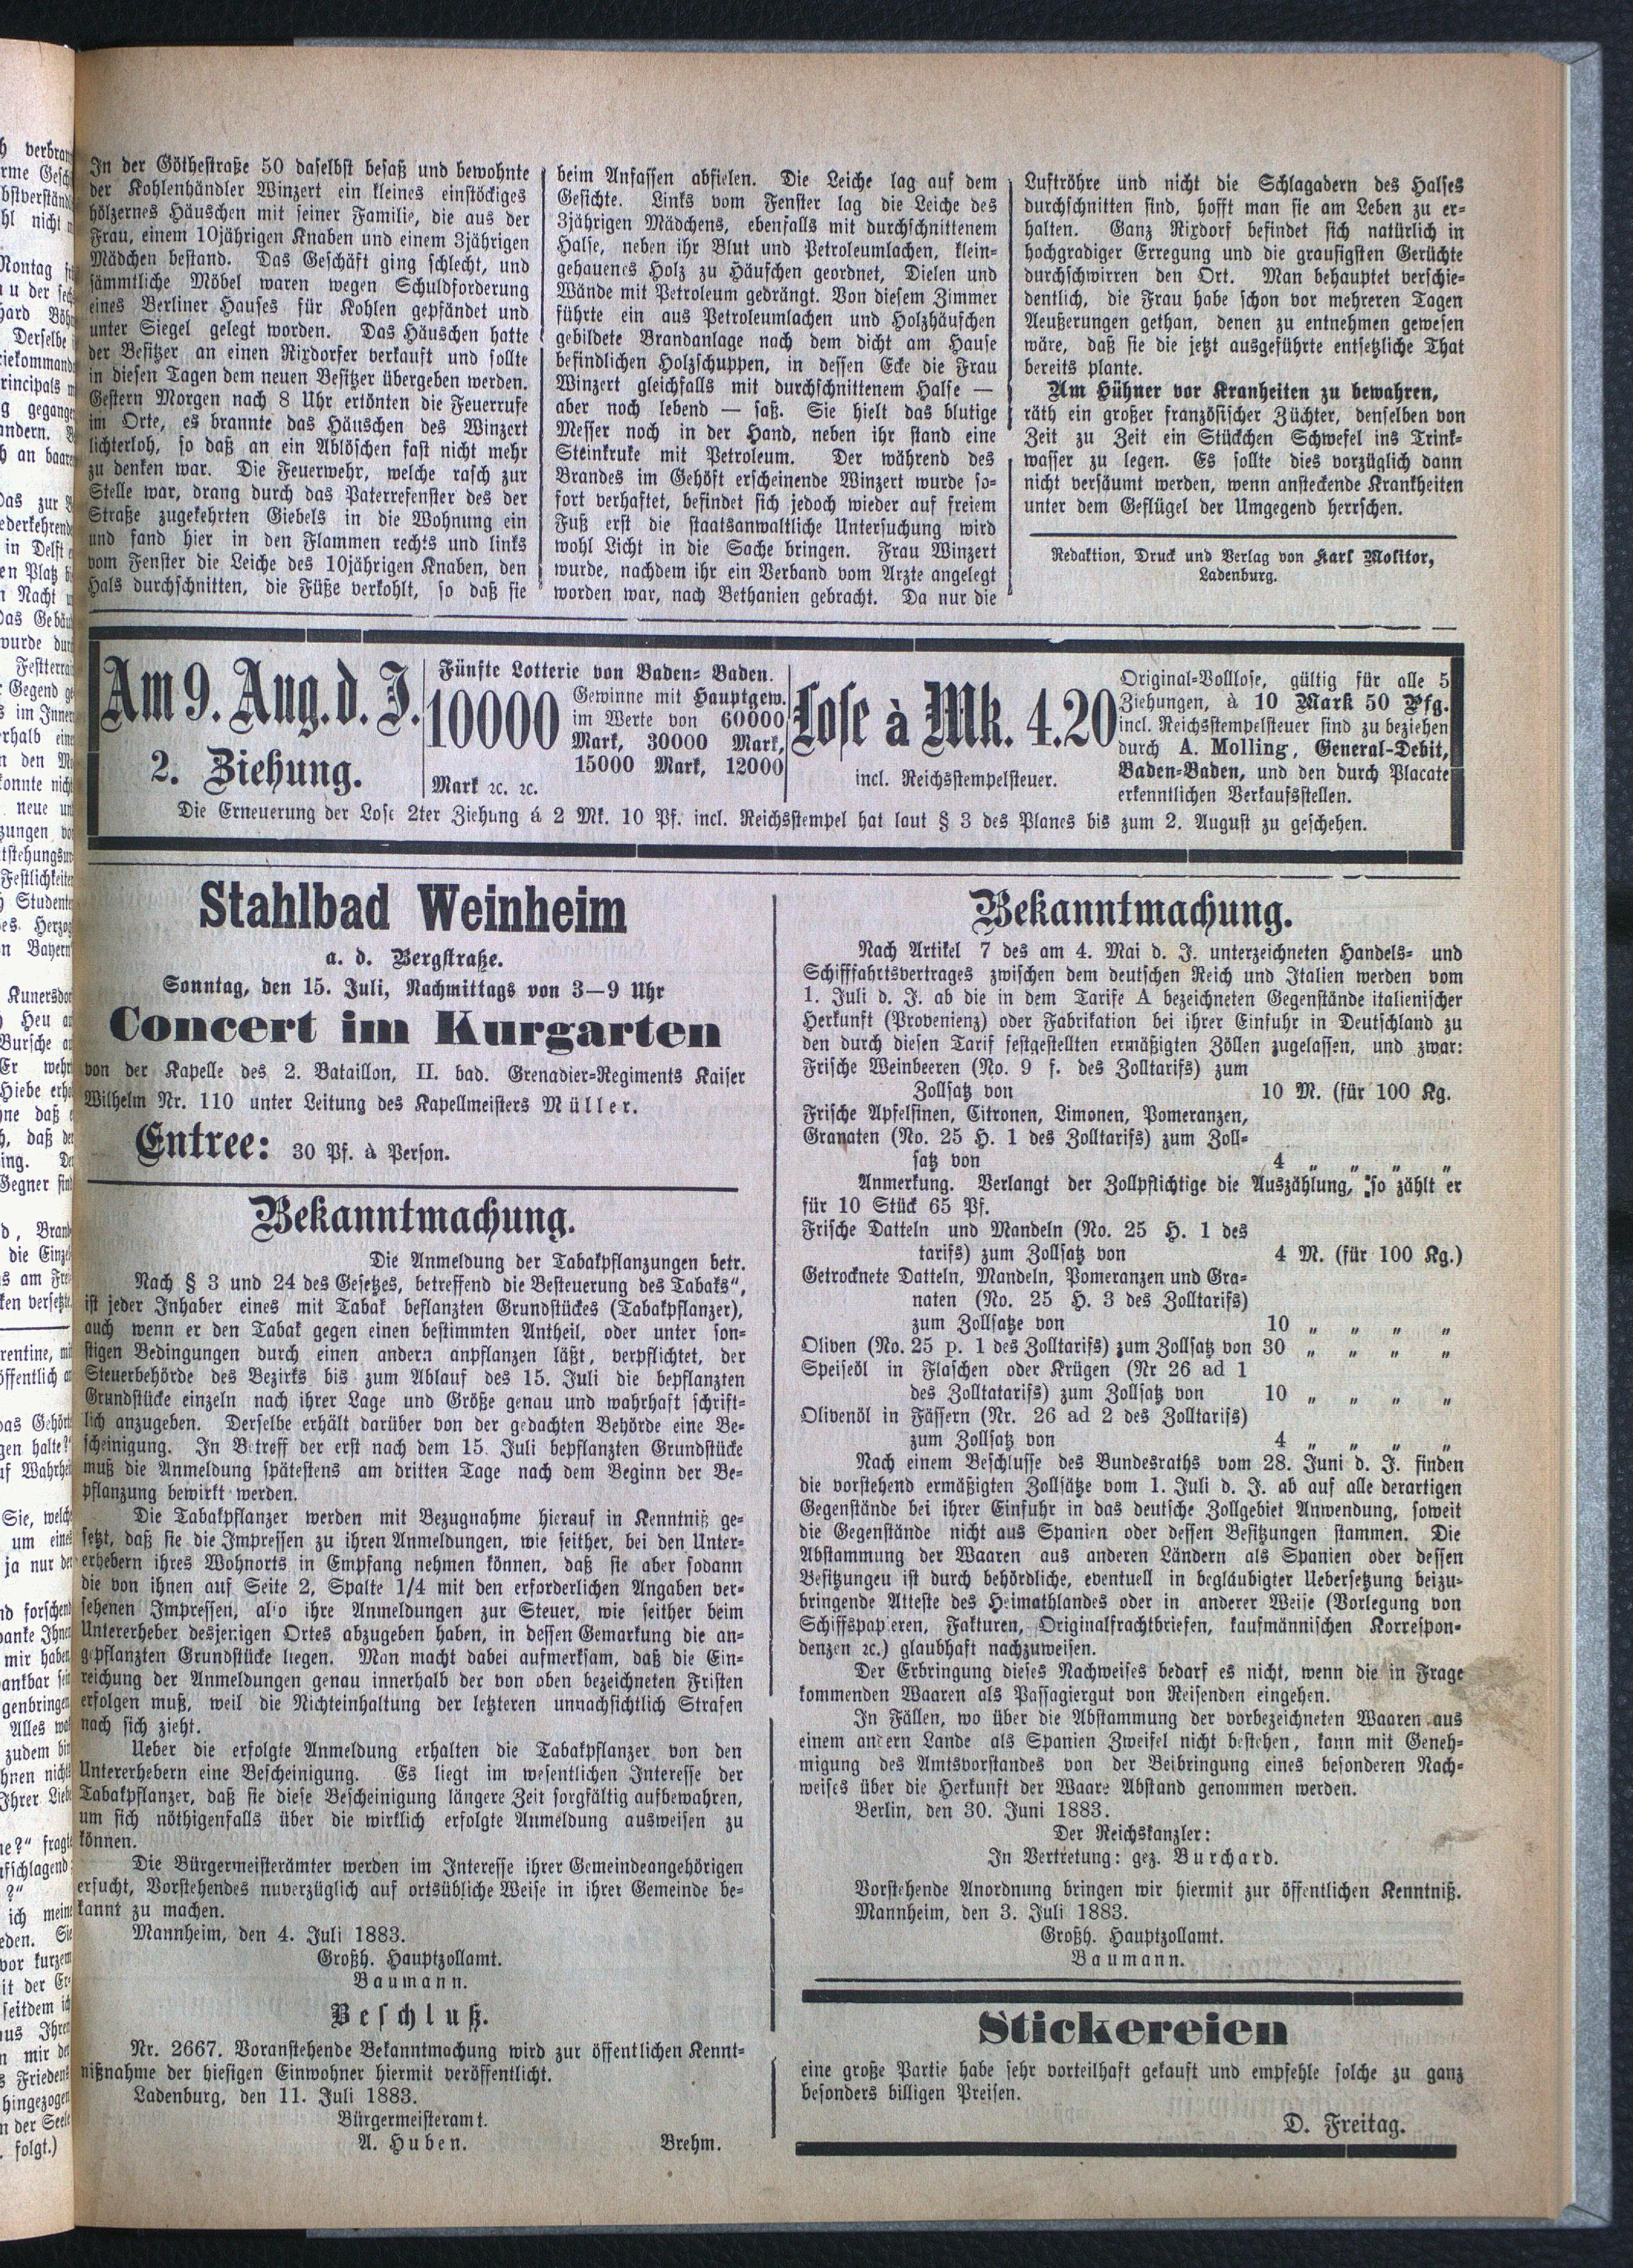 In der Göthestraße 50 daselbst besaß und bewohnte
der Kohlenhändler Winzert ein kleines einstöckiges
hölzernes Häuschen mit seiner Familie, die aus der
Frau, einem 10jährigen Knaben und einem 3jährigen
Mädchen bestand. Das Geschäft ging schlecht, und
sämmtliche Möbel waren wegen Schuldforderung
eines Berliner Hauses für Kohlen gepfändet und
unter Siegel gelegt worden. Das Häuschen hatte
der Besitzer an einen Rixdorfer verkauft und sollte
in diesen Tagen dem neuen Besitzer übergeben werden.
Gestern Morgen nach 8 Uhr ertönten die Feuerrufe
im Orte, es brannte das Häuschen des Winzert
lichterloh, so daß an ein Ablöschen fast nicht mehr
zu denken war. Die Feuerwehr, welche rasch zur
Stelle war, drang durch das Paterrefenster des der
Straße zugekehrten Giebels in die Wohnung ein
und fand hier in den Flammen rechts und links
vom Fenster die Leiche des 10jährigen Knaben, den
Hals durchschnitten, die Füße verkohlt, so daß sie
beim Anfassen abfielen. Die Leiche lag auf dem
Gesichte. Links vom Fenster lag die Leiche des
3jährigen Mädchens, ebenfalls mit durchschnittenem
Halse, neben ihr Blut und Petroleumlachen, klein-
gehauenes Holz zu Häufchen geordnet, Dielen und
Wände mit Petroleum gedrängt. Von diesem Zimmer
führte ein aus Petroleumlachen und Holzhäufchen
gebildete Brandanlage nach dem dicht am Hause
befindlichen Holzschuppen, in dessen Ecke die Frau
Winzert gleichfalls mit durchschnittenem Halse —
aber noch lebend — saß. Sie hielt das blutige
Messer noch in der Hand, neben ihr stand eine
Steinkruke mit Petroleum. Der während des
Brandes im Gehöft erscheinende Winzert wurde so-
fort verhaftet, befindet sich jedoch wieder auf freiem
Fuß erst die staatsanwaltliche Untersuchung wird
wohl Licht in die Sache bringen. Frau Winzert
wurde, nachdem ihr ein Verband vom Arzte angelegt
worden war, nach Bethanien gebracht. Da nur die
Luftröhre und nicht die Schlagadern des Halses
durchschnitten sind, hofft man sie am Leben zu er-
halten. Ganz Rixdorf befindet sich natürlich in
hochgradiger Erregung und die grausigsten Gerüchte
durchschwirren den Ort. Man behauptet verschie-
dentlich, die Frau habe schon vor mehreren Tagen
Aeußerungen gethan, denen zu entnehmen gewesen
wäre, daß sie die jetzt ausgeführte entsetzliche That
bereits plante.
Um Hühner vor Kranheiten zu bewahren,
räth ein großer französischer Züchter, denselben von
Zeit zu Zeit ein Stückchen Schwefel ins Trink-
wasser zu legen. Es sollte dies vorzüglich dann
nicht versäumt werden, wenn ansteckende Krankheiten
unter dem Geflügel der Umgegend herrschen.
Redaktion, Druck und Verlag von Karl Molitor,
Ladenburg.
Am 9. Aug. d. J.
2. Ziehung.
Fünfte Lotterie von Baden-Baden.
10000 Gewinne mit Hauptgew.
im Werte von 60000
Mark, 30000 Mark,
15000 Mark, 12000
Mark ꝛc. ꝛc.
Lose à Mk. 4.20
incl. Reichsstempelsteuer.
Original-Volllose, gültig für alle 5
Ziehungen, à 10 Mark 50 Pfg.
incl. Reichsstempelsteuer sind zu beziehen
durch A. Molling, General-Debit,
Baden-Baden, und den durch Placate
erkenntlichen Verkaufsstellen.
Die Erneuerung der Lose 2ter Ziehung á 2 Mk. 10 Pf. incl. Reichsstempel hat laut § 3 des Planes bis zum 2. August zu geschehen.
Stahlbad Weinheim
a. d. Bergstraße.
Sonntag, den 15. Juli, Nachmittags von 3—9 Uhr
Concert im Kurgarten
von der Kapelle des 2. Bataillon, II. bad. Grenadier-Regiments Kaiser
Wilhelm Nr. 110 unter Leitung des Kapellmeisters Müller.
Entree: 30 Pf. à Person.
Bekanntmachung.
Die Anmeldung der Tabakpflanzungen betr.
Nach § 3 und 24 des Gesetzes, betreffend die Besteuerung des Tabaks",
ist jeder Inhaber eines mit Tabak beflanzten Grundstückes (Tabakpflanzer),
auch wenn er den Tabak gegen einen bestimmten Antheil, oder unter son-
stigen Bedingungen durch einen andern anpflanzen läßt, verpflichtet, der
Steuerbehörde des Bezirks bis zum Ablauf des 15. Juli die bepflanzten
Grundstücke einzeln nach ihrer Lage und Größe genau und wahrhaft schrift-
lich anzugeben. Derselbe erhält darüber von der gedachten Behörde eine Be-
scheinigung. In Betreff der erst nach dem 15. Juli bepflanzten Grundstücke
muß die Anmeldung spätestens am dritten Tage nach dem Beginn der Be-
pflanzung bewirkt werden.
Die Tabakpflanzer werden mit Bezugnahme hierauf in Kenntniß ge-
setzt, daß sie die Impressen zu ihren Anmeldungen, wie seither, bei den Unter-
erhebern ihres Wohnorts in Empfang nehmen können, daß sie aber sodann
die von ihnen auf Seite 2, Spalte 1/4 mit den erforderlichen Angaben ver-
sehenen Impressen, also ihre Anmeldungen zur Steuer, wie seither beim
Untererheber desjenigen Ortes abzugeben haben, in dessen Gemarkung die an-
gepflanzten Grundstücke liegen. Man macht dabei aufmerksam, daß die Ein-
reichung der Anmeldungen genau innerhalb der von oben bezeichneten Fristen
erfolgen muß, weil die Nichteinhaltung der letzteren unnachsichtlich Strafen
nach sich zieht.
Ueber die erfolgte Anmeldung erhalten die Tabakpflanzer von den
Untererhebern eine Bescheinigung. Es liegt im wesentlichen Interesse der
Tabakpflanzer, daß sie diese Bescheinigung längere Zeit sorgfältig aufbewahren,
um sich nöthigenfalls über die wirklich erfolgte Anmeldung ausweisen zu
können.
Die Bürgermeisterämter werden im Interesse ihrer Gemeindeangehörigen
ersucht, Vorstehendes nuverzüglich auf ortsübliche Weise in ihrer Gemeinde be-
kannt zu machen.
Mannheim, den 4. Juli 1883.
Großh. Hauptzollamt.
Baumann.
Beschluß.
Nr. 2667. Voranstehende Bekanntmachung wird zur öffentlichen Kennt-
nißnahme der hiesigen Einwohner hiermit veröffentlicht.
Ladenburg, den 11. Juli 1883.
Bürgermeisteramt.
A. Huben. Brehm.
Bekanntmachung.
Nach Artikel 7 des am 4. Mai d. J. unterzeichneten Handels- und
Schifffahrtsvertrages zwischen dem deutschen Reich und Italien werden vom
1. Juli d. J. ab die in dem Tarife A bezeichneten Gegenstände italienischer
Herkunft (Provenienz) oder Fabrikation bei ihrer Einfuhr in Deutschland zu
den durch diesen Tarif festgestellten ermäßigten Zöllen zugelassen, und zwar:
Frische Weinbeeren (No. 9 f. des Zolltarifs) zum
Zollsatz von 10 M. (für 100 Kg.
Frische Apfelsinen, Citronen, Limonen, Pomeranzen,
Granaten (No. 25 H. 1 des Zolltarifs) zum Zoll-
satz von 4 " " " "
Anmerkung. Verlangt der Zollpflichtige die Auszählung, so zählt er
für 10 Stück 65 Pf.
Frische Datteln und Mandeln (No. 25 H. 1 des
tarifs) zum Zollsatz von 4 M. (für 100 Kg.)
Getrocknete Datteln, Mandeln, Pomeranzen und Gra-
naten (No. 25 H. 3 des Zolltarifs)
zum Zollsatze von 10 " " " "
Oliven (No. 25 p. 1 des Zolltarifs) zum Zollsatz von 30 " " " "
Speiseöl in Flaschen oder Krügen (Nr 26 ad 1
des Zolltatarifs) zum Zollsatz von 10 " " " "
Olivenöl in Fässern (Nr. 26 ad 2 des Zolltarifs)
zum Zollsatz von 4 " " " "
Nach einem Beschlusse des Bundesraths vom 28. Juni d. J. finden
die vorstehend ermäßigten Zollsätze vom 1. Juli d. J. ab auf alle derartigen
Gegenstände bei ihrer Einfuhr in das deutsche Zollgebiet Anwendung, soweit
die Gegenstände nicht aus Spanien oder dessen Besitzungen stammen. Die
Abstammung der Waaren aus anderen Ländern als Spanien oder dessen
Besitzungeu ist durch behördliche, eventuell in begläubigter Uebersetzung beizu-
bringende Atteste des Heimathlandes oder in anderer Weise (Vorlegung von
Schiffspapieren, Fakturen, Originalfrachtbriefen, kaufmännischen Korrespon-
denzen ꝛc.) glaubhaft nachzuweisen.
Der Erbringung dieses Nachweises bedarf es nicht, wenn die in Frage
kommenden Waaren als Passagiergut von Reisenden eingehen.
In Fällen, wo über die Abstammung der vorbezeichneten Waaren aus
einem andern Lande als Spanien Zweifel nicht bestehen, kann mit Geneh-
migung des Amtsvorstandes von der Beibringung eines besonderen Nach-
weises über die Herkunft der Waare Abstand genommen werden.
Berlin, den 30. Juni 1883.
Der Reichskanzler:
In Vertretung: gez. Burchard.
Vorstehende Anordnung bringen wir hiermit zur öffentlichen Kenntniß.
Mannheim, den 3. Juli 1883.
Großh. Hauptzollamt.
Baumann.
Stickereien
eine große Partie habe sehr vorteilhaft gekauft und empfehle solche zu ganz
besonders billigen Preisen.
D. Freitag.